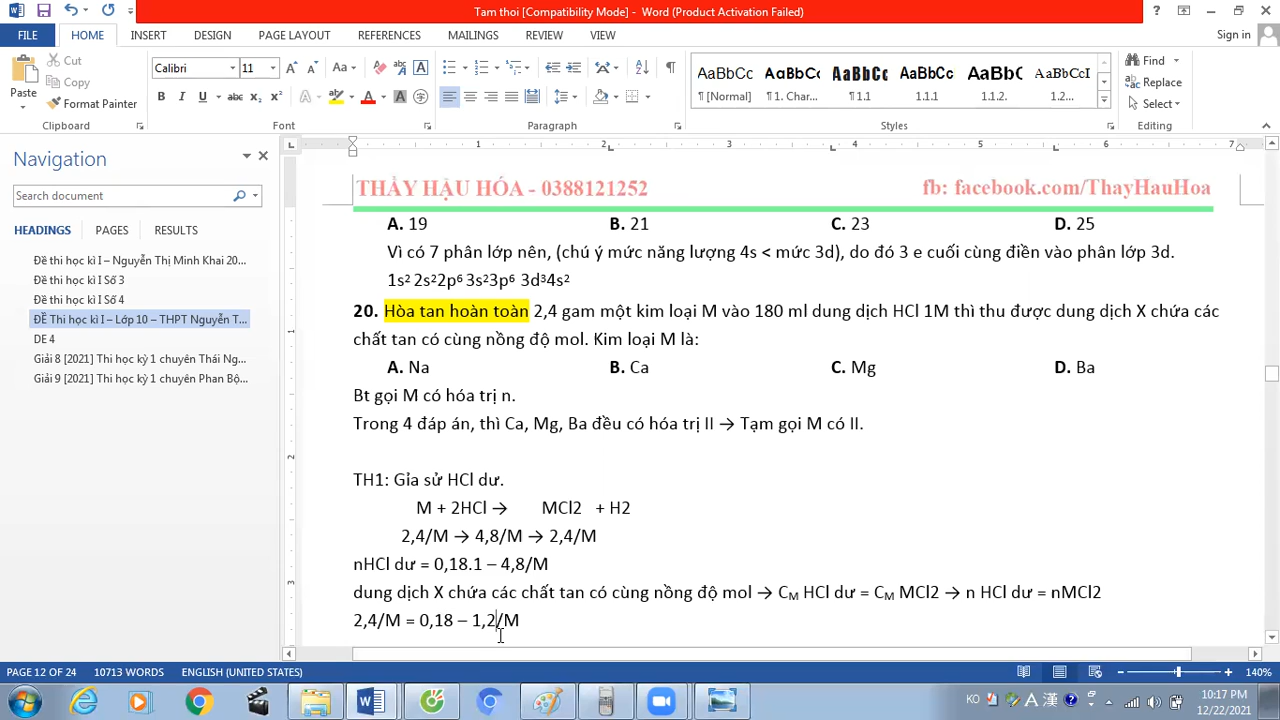 Tam thoi [Compatibility Mode] - Word (Product Activation Failed)
FILE HOME INSERT DESIGN PAGE LAYOUT REFERENCES MAILINGS REVIEW VIEW Sign in
Cut
Copy
Paste Format Painter
Calibri 11
AaBbCc AaBbCc AaBbCc AaBbCc AaBbC AaBbCcI
¶ [Normal] ¶ 1. Char... ¶ 1.1 1.1.1 1.1.2. 1.2...
Find
Replace
Select
Clipboard Font Paragraph Styles Editing
Navigation
Search document
HEADINGS PAGES RESULTS
Đề thi học kì I – Nguyễn Thị Minh Khai 20...
Đề thi học kì I Số 3
Đề thi học kì I Số 4
ĐỀ Thi học kì I – Lớp 10 – THPT Nguyễn T...
DE 4
Giải 8 [2021] Thi học kỳ 1 chuyên Thái Ng...
Giải 9 [2021] Thi học kỳ 1 chuyên Phan Bộ...
1 2 3 4 5 6 7
THẦY HẬU HÓA - 0388121252 fb: facebook.com/ThayHauHoa
A. 19 B. 21 C. 23 D. 25
Vì có 7 phân lớp nên, (chú ý mức năng lượng 4s < mức 3d), do đó 3 e cuối cùng điền vào phân lớp 3d.
1s² 2s²2p⁶ 3s²3p⁶ 3d³4s²
20. Hòa tan hoàn toàn 2,4 gam một kim loại M vào 180 ml dung dịch HCl 1M thì thu được dung dịch X chứa các
chất tan có cùng nồng độ mol. Kim loại M là:
A. Na B. Ca C. Mg D. Ba
Bt gọi M có hóa trị n.
Trong 4 đáp án, thì Ca, Mg, Ba đều có hóa trị II → Tạm gọi M có II.
TH1: Gỉa sử HCl dư.
M + 2HCl → MCl2 + H2
2,4/M → 4,8/M → 2,4/M
nHCl dư = 0,18.1 – 4,8/M
dung dịch X chứa các chất tan có cùng nồng độ mol → Cₘ HCl dư = Cₘ MCl2 → n HCl dư = nMCl2
2,4/M = 0,18 – 1,2/M
PAGE 12 OF 24 10713 WORDS ENGLISH (UNITED STATES) 140%
KO 漢 10:17 PM
12/22/2021